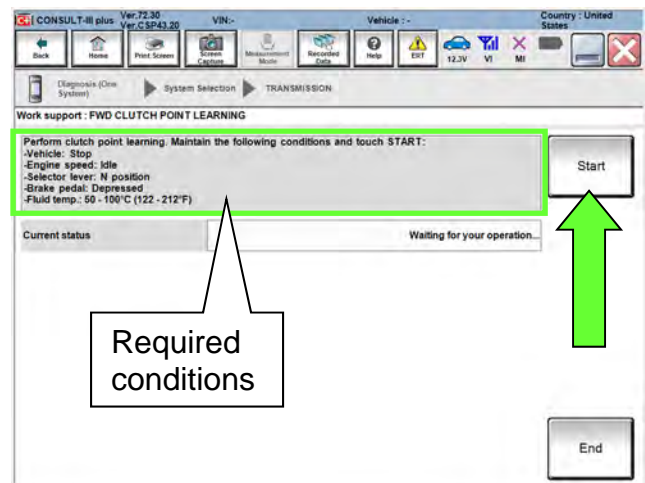 CONSULT-III plus Ver.72.30 Ver.CSP43.20 VIN:- Vehicle : - Country : United States
Back Home Print Screen Screen Capture Measurement Mode Recorded Data Help ERT 12.3V VI MI
Diagnosis (One System) System Selection TRANSMISSION
Work support : FWD CLUTCH POINT LEARNING
Perform clutch point learning. Maintain the following conditions and touch START:
-Vehicle: Stop
-Engine speed: Idle
-Selector lever: N position
-Brake pedal: Depressed
-Fluid temp.: 50 - 100°C (122 - 212°F)
Start
Current status Waiting for your operation...
Required
conditions
End